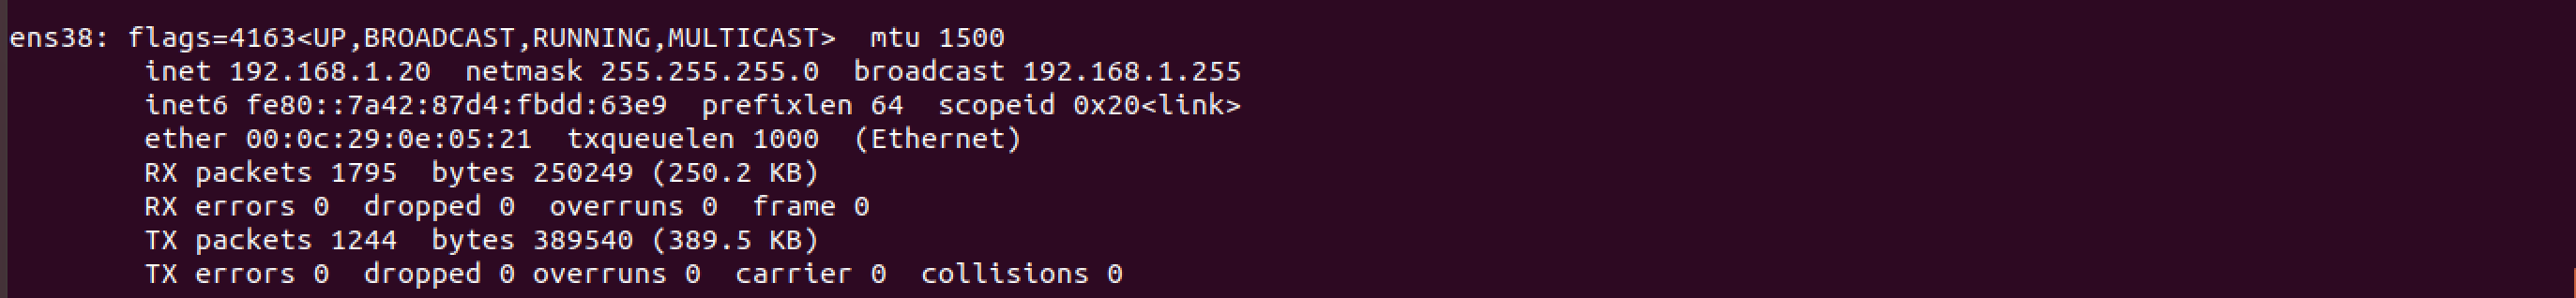 ens38: flags=4163<UP,BROADCAST,RUNNING,MULTICAST>  mtu 1500
        inet 192.168.1.20  netmask 255.255.255.0  broadcast 192.168.1.255
        inet6 fe80::7a42:87d4:fbdd:63e9  prefixlen 64  scopeid 0x20<link>
        ether 00:0c:29:0e:05:21  txqueuelen 1000  (Ethernet)
        RX packets 1795  bytes 250249 (250.2 KB)
        RX errors 0  dropped 0  overruns 0  frame 0
        TX packets 1244  bytes 389540 (389.5 KB)
        TX errors 0  dropped 0 overruns 0  carrier 0  collisions 0